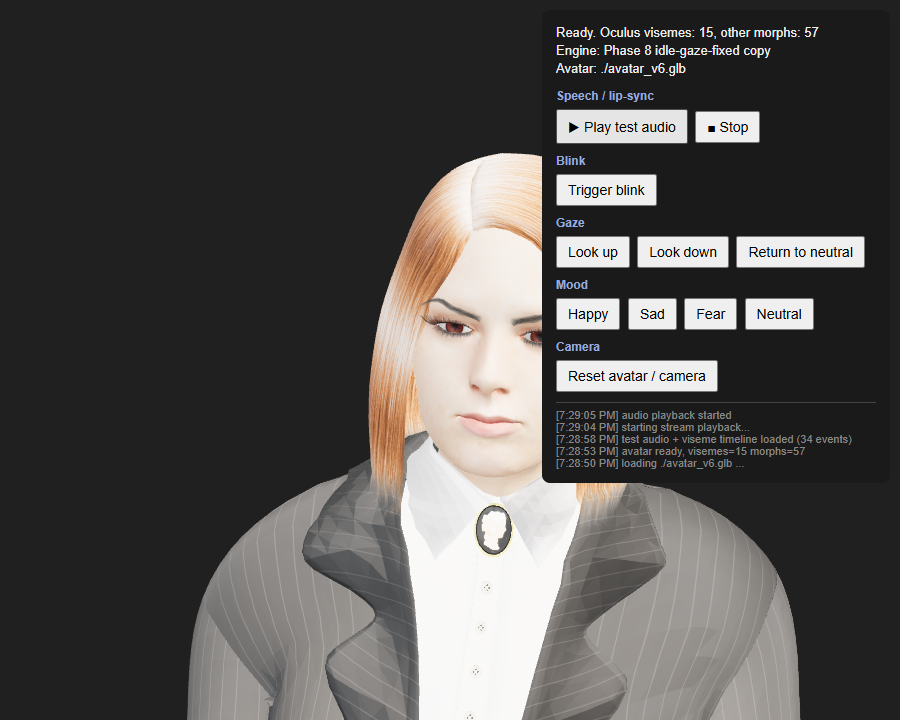 Ready. Oculus visemes: 15, other morphs: 57
Engine: Phase 8 idle-gaze-fixed copy
Avatar: ./avatar_v6.glb
Speech / lip-sync
▶ Play test audio ■ Stop
Blink
Trigger blink
Gaze
Look up Look down Return to neutral
Mood
Happy Sad Fear Neutral
Camera
Reset avatar / camera
[7:29:05 PM] audio playback started
[7:29:04 PM] starting stream playback...
[7:28:58 PM] test audio + viseme timeline loaded (34 events)
[7:28:53 PM] avatar ready, visemes=15 morphs=57
[7:28:50 PM] loading ./avatar_v6.glb ...